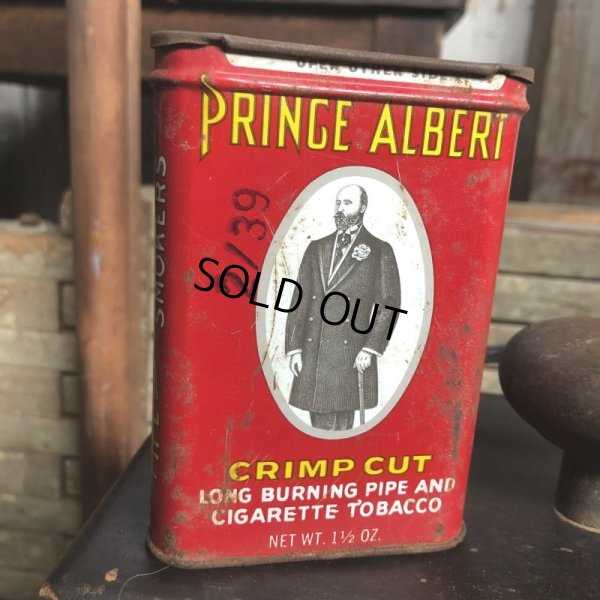 OPEN OTHER SIDE
PRINCE ALBERT
/39
SOLD OUT
SMOKERS
CRIMP CUT
LONG BURNING PIPE AND
CIGARETTE TOBACCO
NET WT. 1½ OZ.